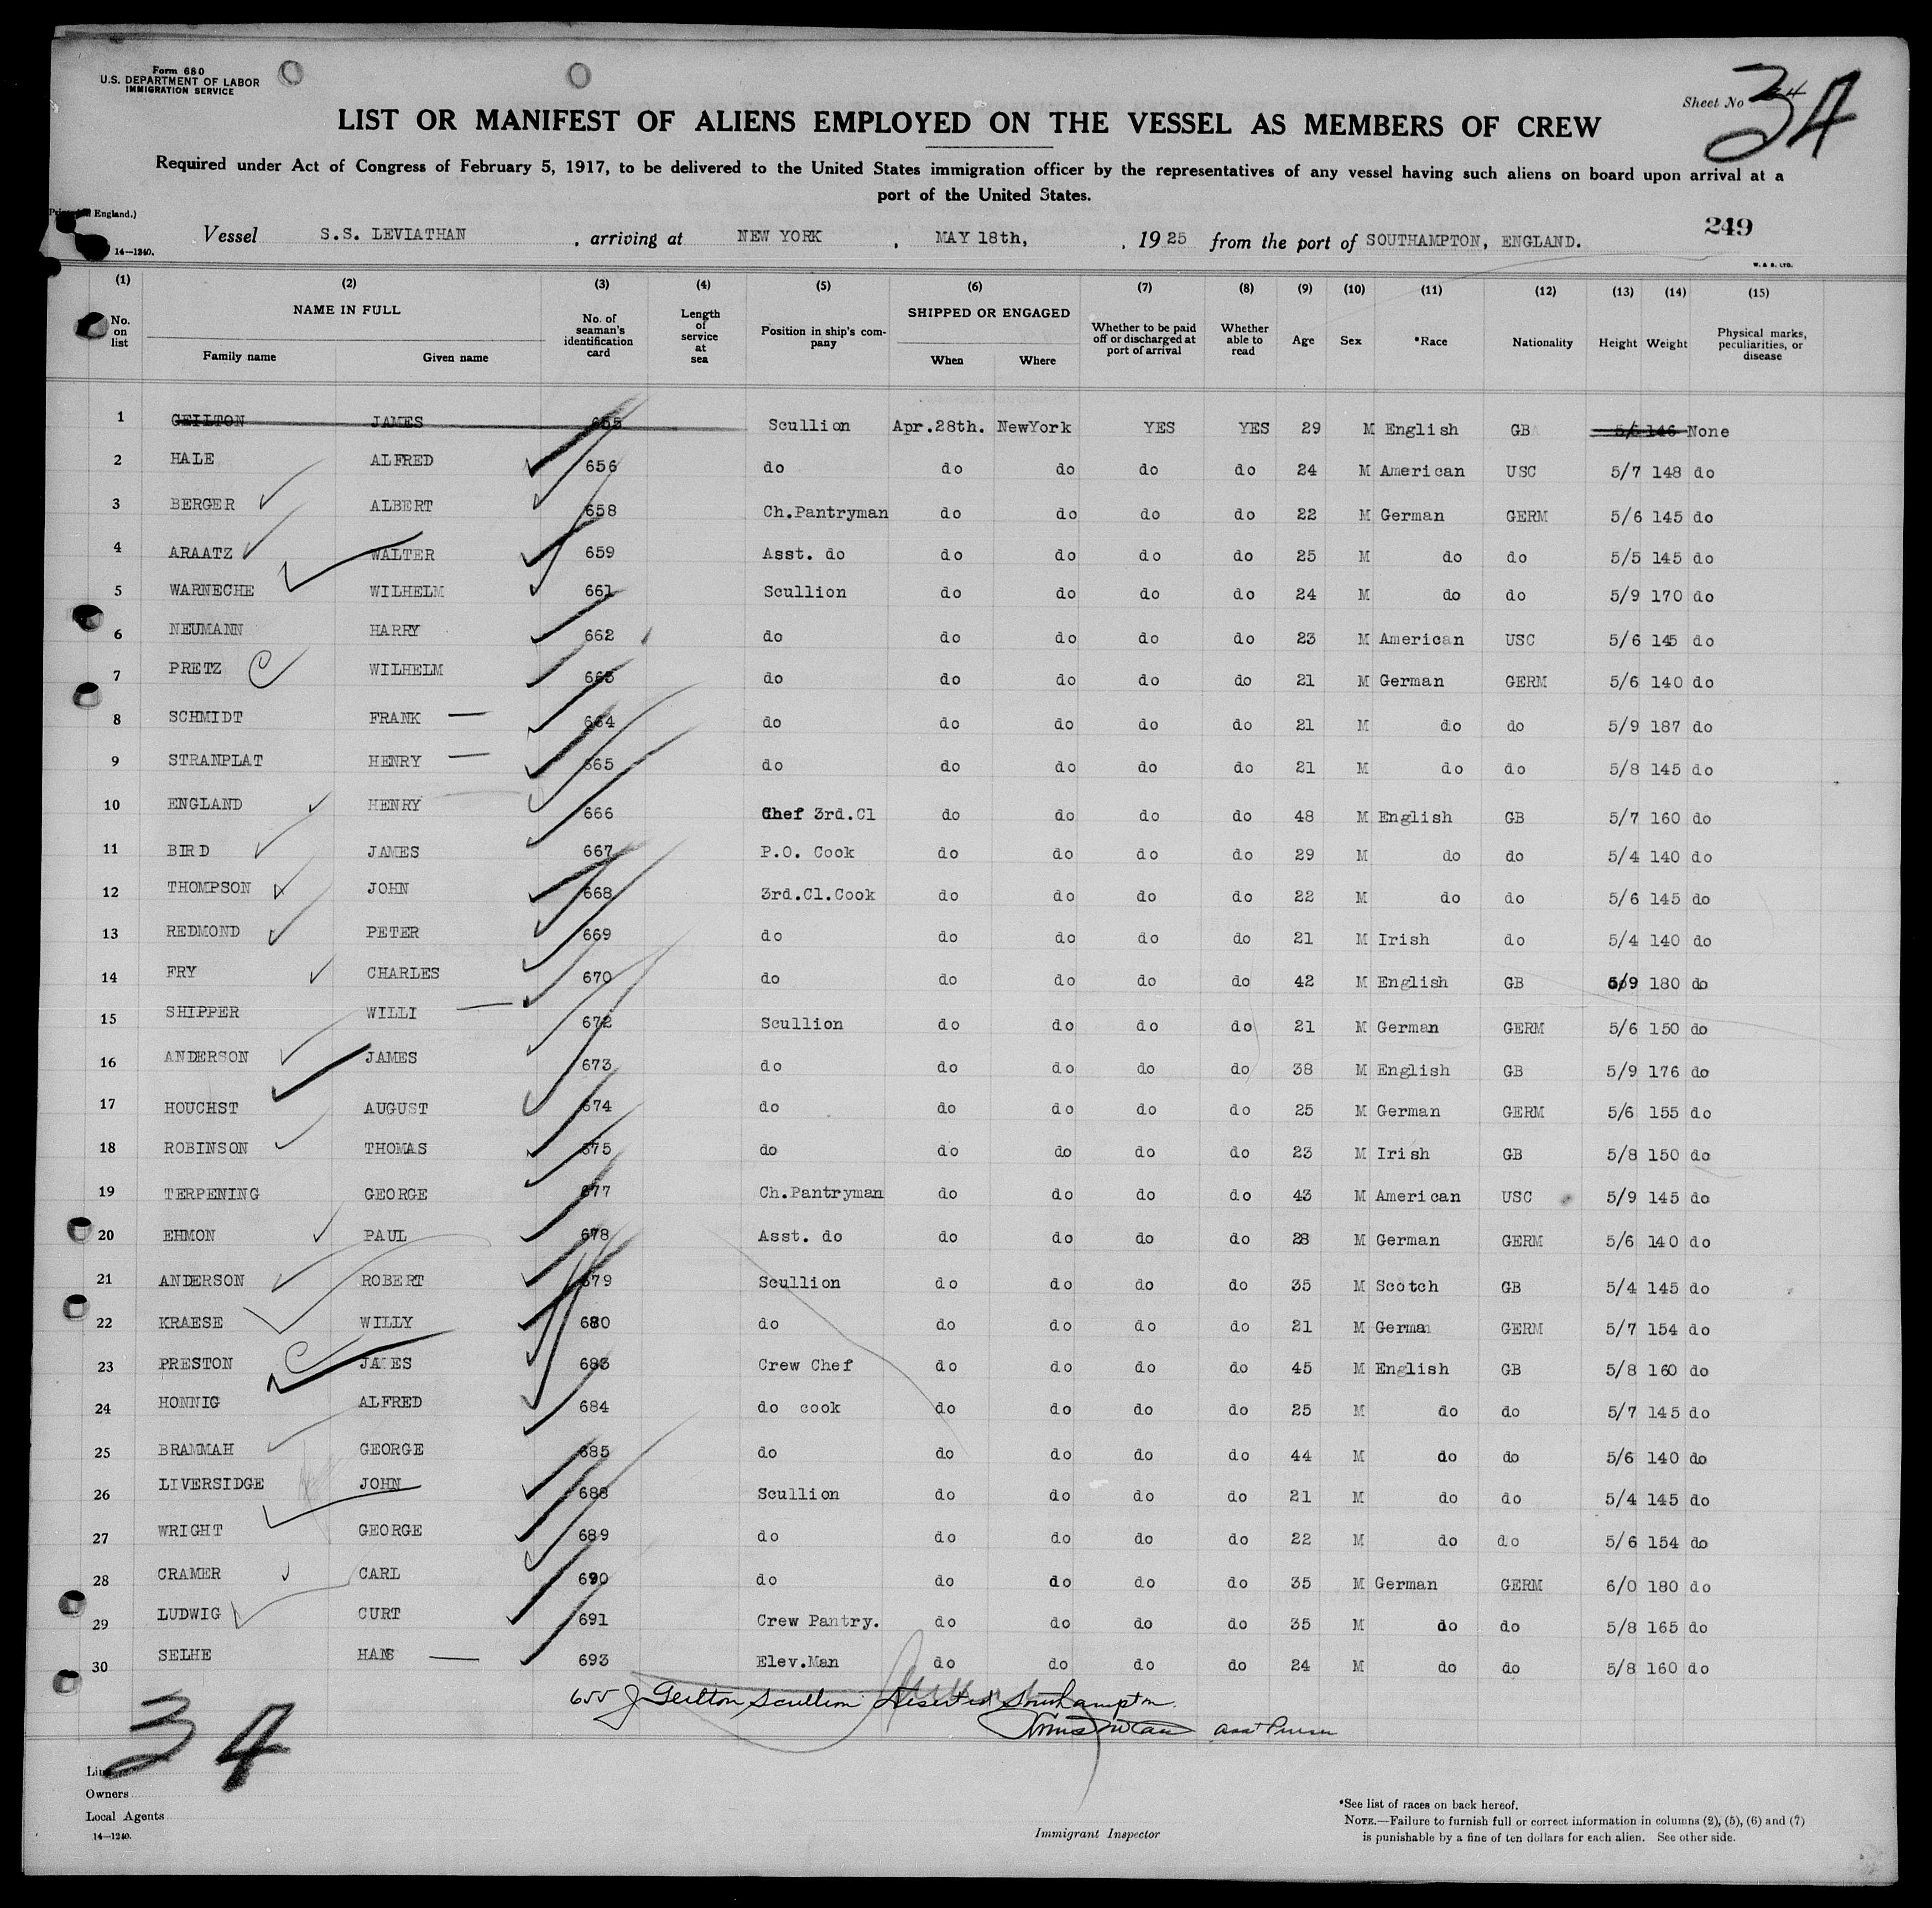 Form 680
U.S. DEPARTMENT OF LABOR
IMMIGRATION SERVICE
Sheet No 34
34
LIST OR MANIFEST OF ALIENS EMPLOYED ON THE VESSEL AS MEMBERS OF CREW
Required under Act of Congress of February 5, 1917, to be delivered to the United States immigration officer by the representatives of any vessel having such aliens on board upon arrival at a
port of the United States.
England.)
14—1240.
Vessel S.S. LEVIATHAN , arriving at NEW YORK , MAY 18th, , 1925 from the port of SOUTHAMPTON, ENGLAND.
249
W. & S. LTD.
(1) (2) (3) (4) (5) (6) (7) (8) (9) (10) (11) (12) (13) (14) (15)
No. on list NAME IN FULL Family name Given name No. of seaman's identification card Length of service at sea Position in ship's company SHIPPED OR ENGAGED When Where Whether to be paid off or discharged at port of arrival Whether able to read Age Sex *Race Nationality Height Weight Physical marks, peculiarities, or disease
1 GEILTON JAMES 655 Scullion Apr.28th. NewYork YES YES 29 M English GB 5/5 146 None
2 HALE ALFRED 656 do do do do do 24 M American USC 5/7 148 do
3 BERGER ALBERT 658 Ch.Pantryman do do do do 22 M German GERM 5/6 145 do
4 ARAATZ WALTER 659 Asst. do do do do do 25 M do do 5/5 145 do
5 WARNECHE WILHELM 661 Scullion do do do do 24 M do do 5/9 170 do
6 NEUMANN HARRY 662 do do do do do 23 M American USC 5/6 145 do
7 PRETZ WILHELM 663 do do do do do 21 M German GERM 5/6 140 do
8 SCHMIDT FRANK 664 do do do do do 21 M do do 5/9 187 do
9 STRANPLAT HENRY 665 do do do do do 21 M do do 5/8 145 do
10 ENGLAND HENRY 666 Chef 3rd.Cl do do do do 48 M English GB 5/7 160 do
11 BIRD JAMES 667 P.O. Cook do do do do 29 M do do 5/4 140 do
12 THOMPSON JOHN 668 3rd.Cl.Cook do do do do 22 M do do 5/6 145 do
13 REDMOND PETER 669 do do do do do 21 M Irish do 5/4 140 do
14 FRY CHARLES 670 do do do do do 42 M English GB 5/9 180 do
15 SHIPPER WILLI 672 Scullion do do do do 21 M German GERM 5/6 150 do
16 ANDERSON JAMES 673 do do do do do 38 M English GB 5/9 176 do
17 HOUCHST AUGUST 674 do do do do do 25 M German GERM 5/6 155 do
18 ROBINSON THOMAS 675 do do do do do 23 M Irish GB 5/8 150 do
19 TERPENING GEORGE 677 Ch.Pantryman do do do do 43 M American USC 5/9 145 do
20 EHMON PAUL 678 Asst. do do do do do 28 M German GERM 5/6 140 do
21 ANDERSON ROBERT 679 Scullion do do do do 35 M Scotch GB 5/4 145 do
22 KRAESE WILLY 680 do do do do do 21 M German GERM 5/7 154 do
23 PRESTON JAMES 683 Crew Chef do do do do 45 M English GB 5/8 160 do
24 HONNIG ALFRED 684 do cook do do do do 25 M do do 5/7 145 do
25 BRAMMAH GEORGE 685 do do do do do 44 M do do 5/6 140 do
26 LIVERSIDGE JOHN 688 Scullion do do do do 21 M do do 5/4 145 do
27 WRIGHT GEORGE 689 do do do do do 22 M do do 5/6 154 do
28 CRAMER CARL 690 do do do do do 35 M German GERM 6/0 180 do
29 LUDWIG CURT 691 Crew Pantry. do do do do 35 M do do 5/8 165 do
30 SELHE HANS 693 Elev.Man do do do do 24 M do do 5/8 160 do
655 J Geilton Scullion Deserted Southampton
Asst Purser
34
Owners
Local Agents
14—1240.
Immigrant Inspector
*See list of races on back hereof.
NOTE.—Failure to furnish full or correct information in columns (2), (5), (6) and (7)
is punishable by a fine of ten dollars for each alien. See other side.